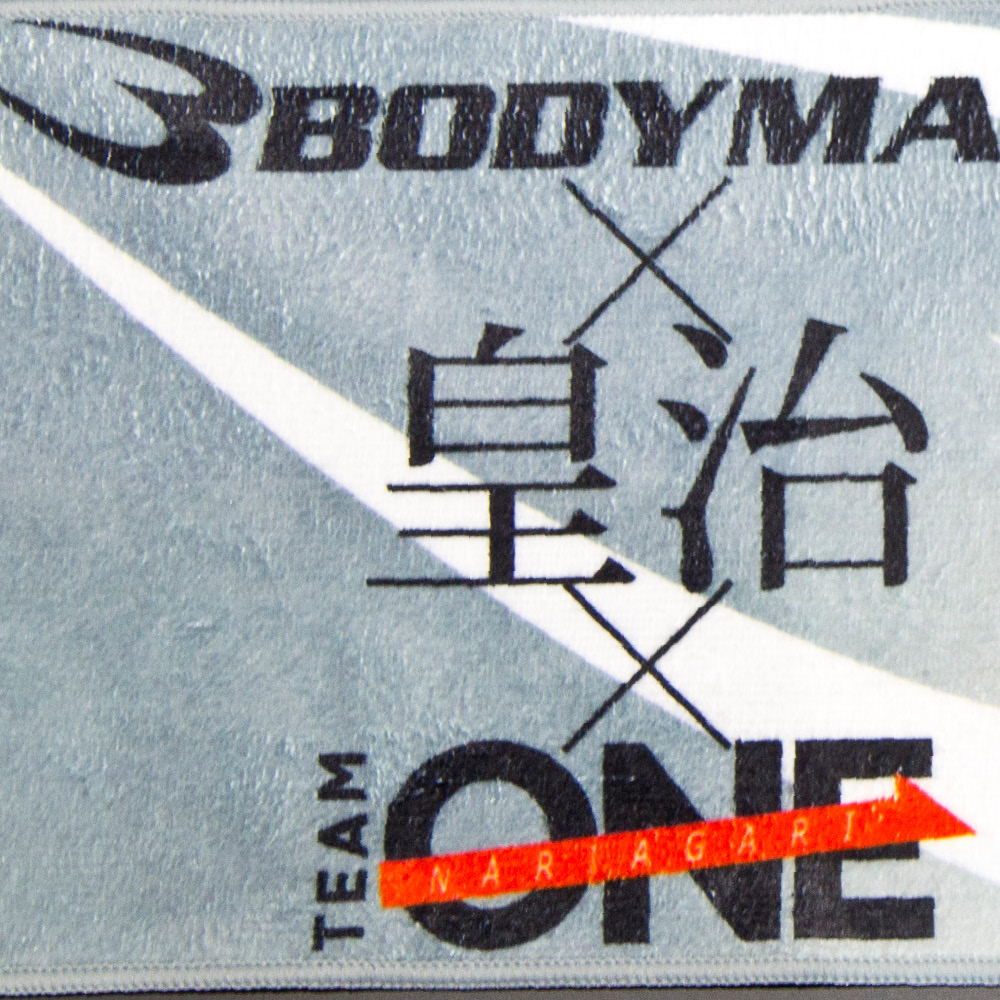 BODYMA
×
皇治
×
TEAM
ONE
NARIAGARI